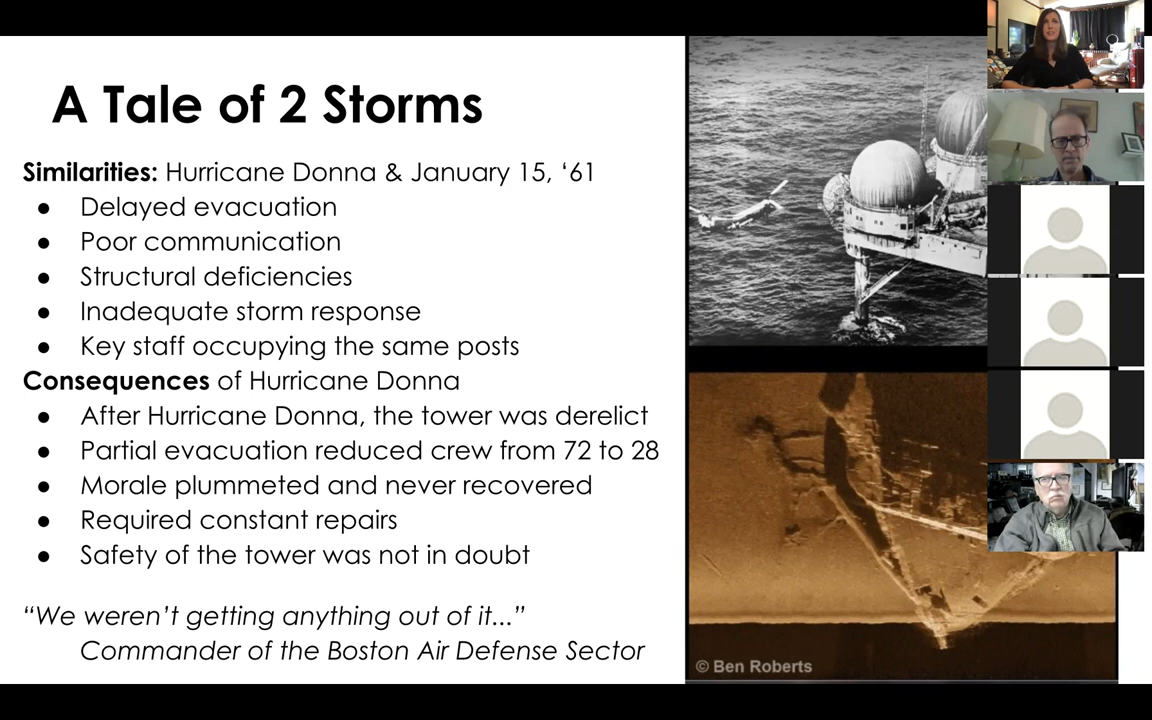 A Tale of 2 Storms
Similarities: Hurricane Donna & January 15, ‘61
● Delayed evacuation
● Poor communication
● Structural deficiencies
● Inadequate storm response
● Key staff occupying the same posts
Consequences of Hurricane Donna
● After Hurricane Donna, the tower was derelict
● Partial evacuation reduced crew from 72 to 28
● Morale plummeted and never recovered
● Required constant repairs
● Safety of the tower was not in doubt
“We weren’t getting anything out of it...”
Commander of the Boston Air Defense Sector
© Ben Roberts